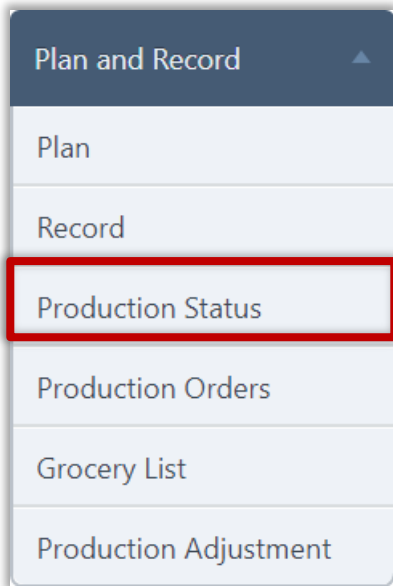 Plan and Record
Plan
Record
Production Status
Production Orders
Grocery List
Production Adjustment